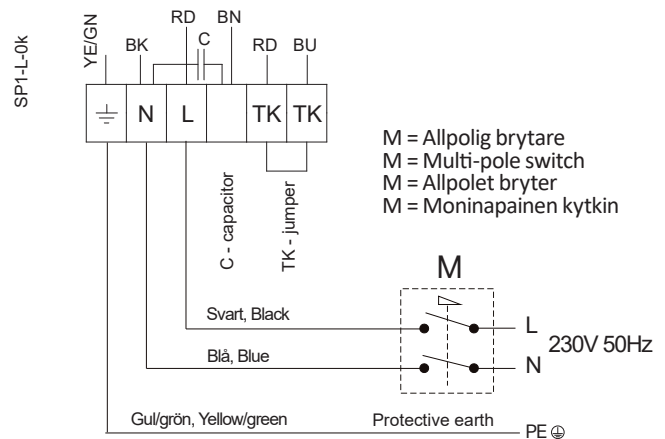 SP1-L-0k
YE/GN
BK
RD
BN
C
RD
BU
N
L
TK
TK
C - capacitor
TK - jumper
M = Allpolig brytare
M = Multi-pole switch
M = Allpolet bryter
M = Moninapainen kytkin
M
Svart, Black
L
230V 50Hz
Blå, Blue
N
Gul/grön, Yellow/green
Protective earth
PE